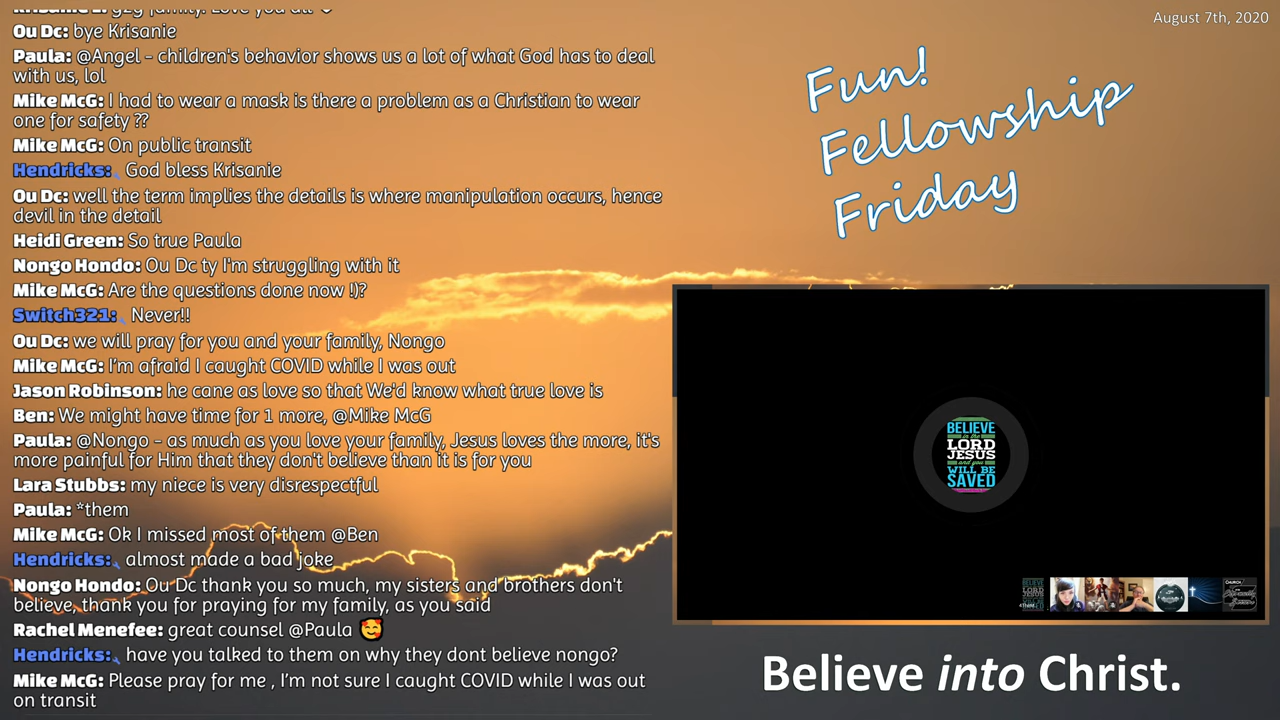 Krisanie L: gzg family. Love you all
Ou Dc: bye Krisanie
Paula: @Angel - children's behavior shows us a lot of what God has to deal
with us, lol
Mike McG: I had to wear a mask is there a problem as a Christian to wear
one for safety ??
Mike McG: On public transit
Hendricks: God bless Krisanie
Ou Dc: well the term implies the details is where manipulation occurs, hence
devil in the detail
Heidi Green: So true Paula
Nongo Hondo: Ou Dc ty I'm struggling with it
Mike McG: Are the questions done now !)?
Switch321: Never!!
Ou Dc: we will pray for you and your family, Nongo
Mike McG: I'm afraid I caught COVID while I was out
Jason Robinson: he cane as love so that We'd know what true love is
Ben: We might have time for 1 more, @Mike McG
Paula: @Nongo - as much as you love your family, Jesus loves the more, it's
more painful for Him that they don't believe than it is for you
Lara Stubbs: my niece is very disrespectful
Paula: *them
Mike McG: Ok I missed most of them @Ben
Hendricks: almost made a bad joke
Nongo Hondo: Ou Dc thank you so much, my sisters and brothers don't
believe, thank you for praying for my family, as you said
Rachel Menefee: great counsel @Paula 🥰
Hendricks: have you talked to them on why they dont believe nongo?
Mike McG: Please pray for me , I'm not sure I caught COVID while I was out
on transit
August 7th, 2020
Fun!
Fellowship
Friday
BELIEVE
in the
LORD
JESUS
and you
WILL BE
SAVED
Believe into Christ.